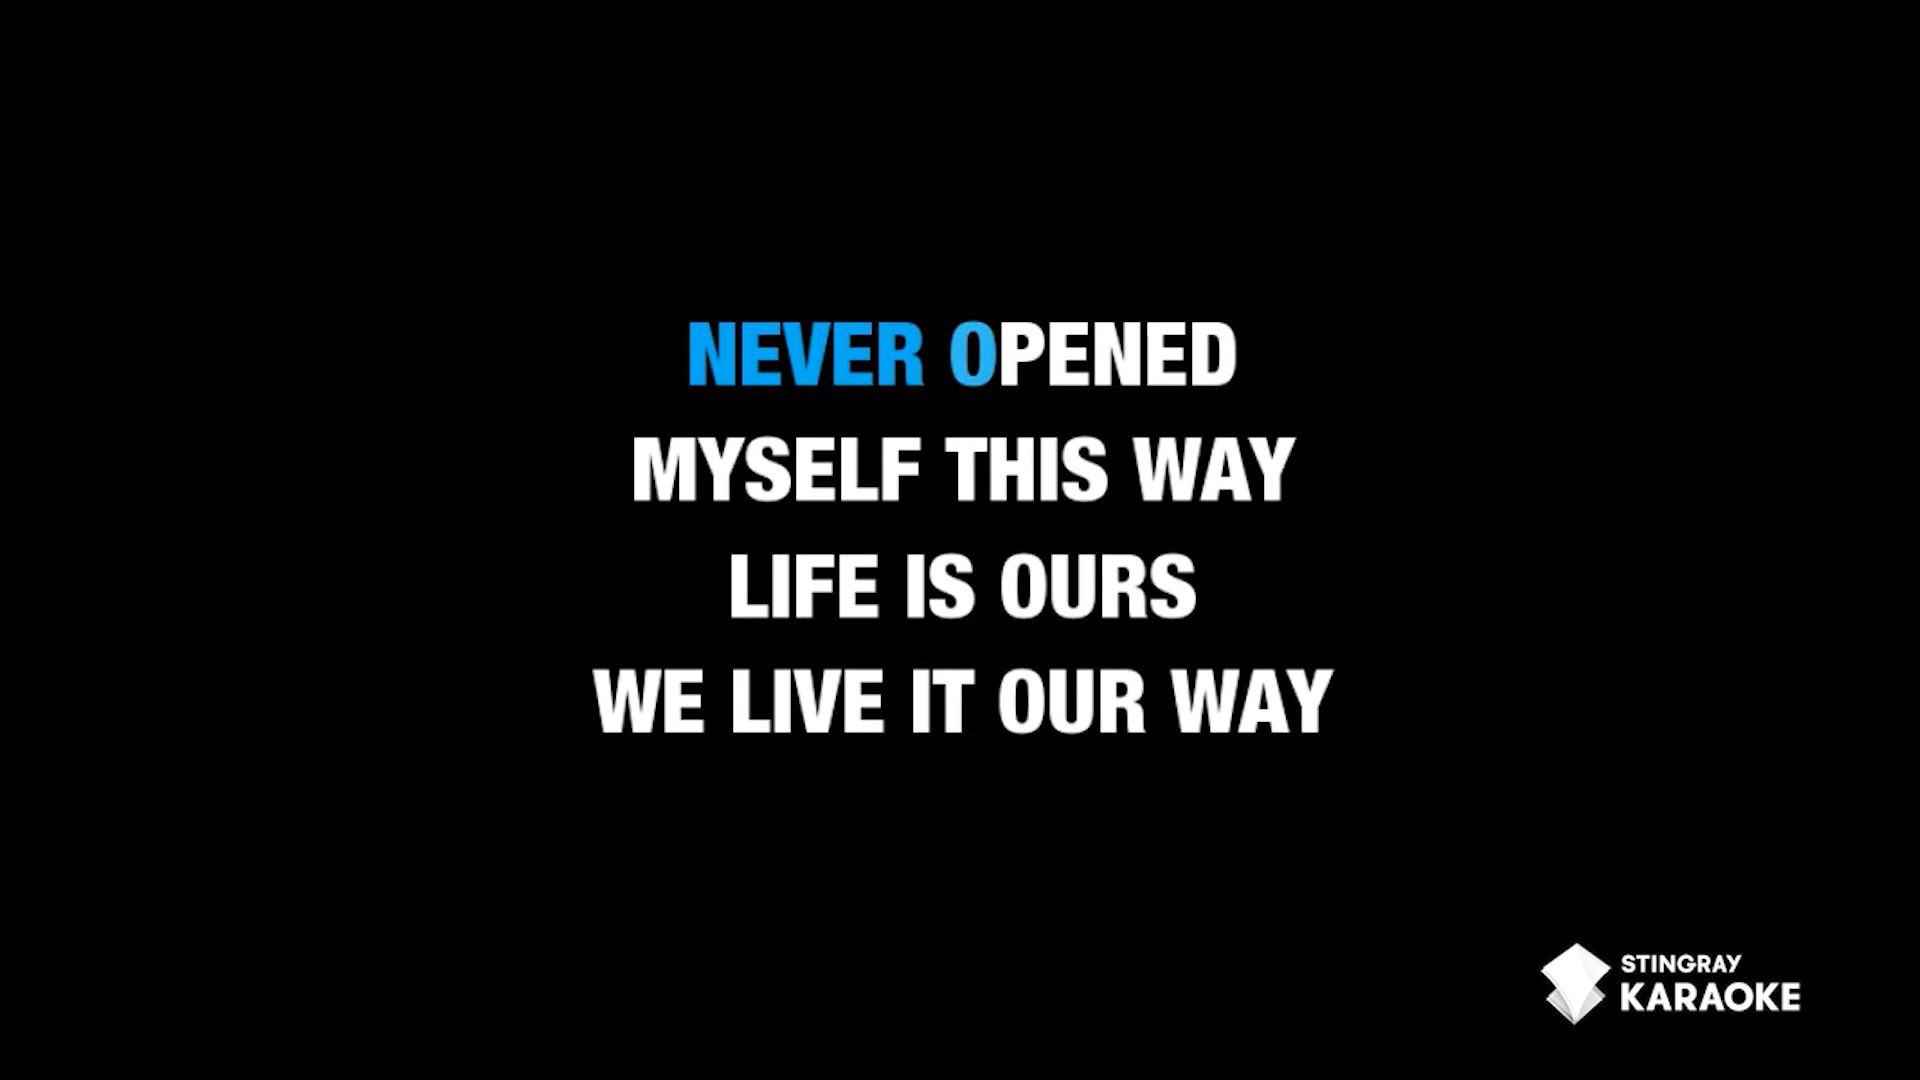 NEVER OPENED
MYSELF THIS WAY
LIFE IS OURS
WE LIVE IT OUR WAY
STINGRAY
KARAOKE